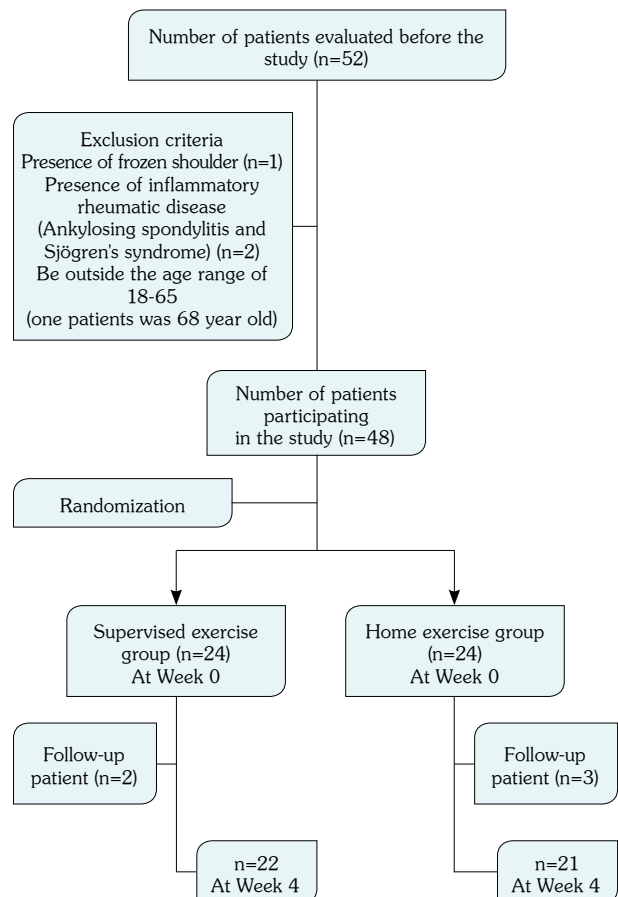 Number of patients evaluated before the
study (n=52)
Exclusion criteria
Presence of frozen shoulder (n=1)
Presence of inflammatory
rheumatic disease
(Ankylosing spondylitis and
Sjögren's syndrome) (n=2)
Be outside the age range of
18-65
(one patients was 68 year old)
Number of patients
participating
in the study (n=48)
Randomization
Supervised exercise
group (n=24)
At Week 0
Home exercise group
(n=24)
At Week 0
Follow-up
patient (n=2)
Follow-up
patient (n=3)
n=22
At Week 4
n=21
At Week 4